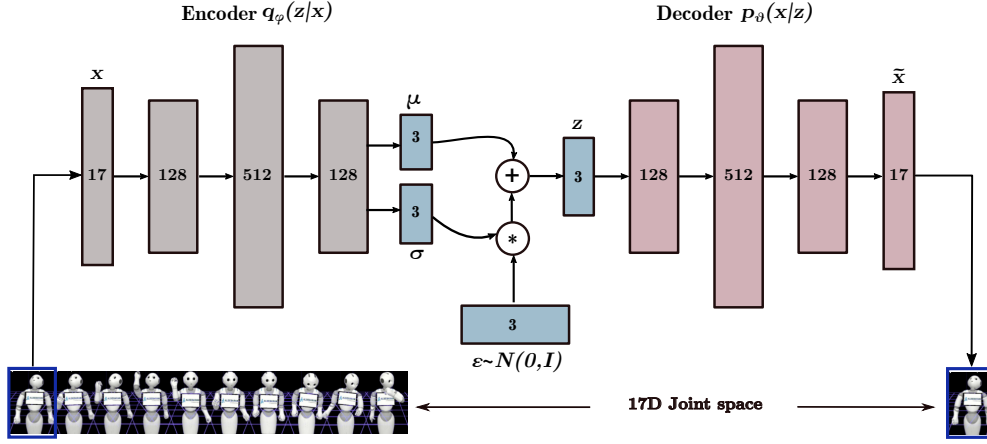 Encoder qφ(z|x)
Decoder pϑ(x|z)
x
17
128
512
128
μ
3
3
σ
+
*
3
ε~N(0,I)
z
3
128
512
128
x̃
17
17D Joint space